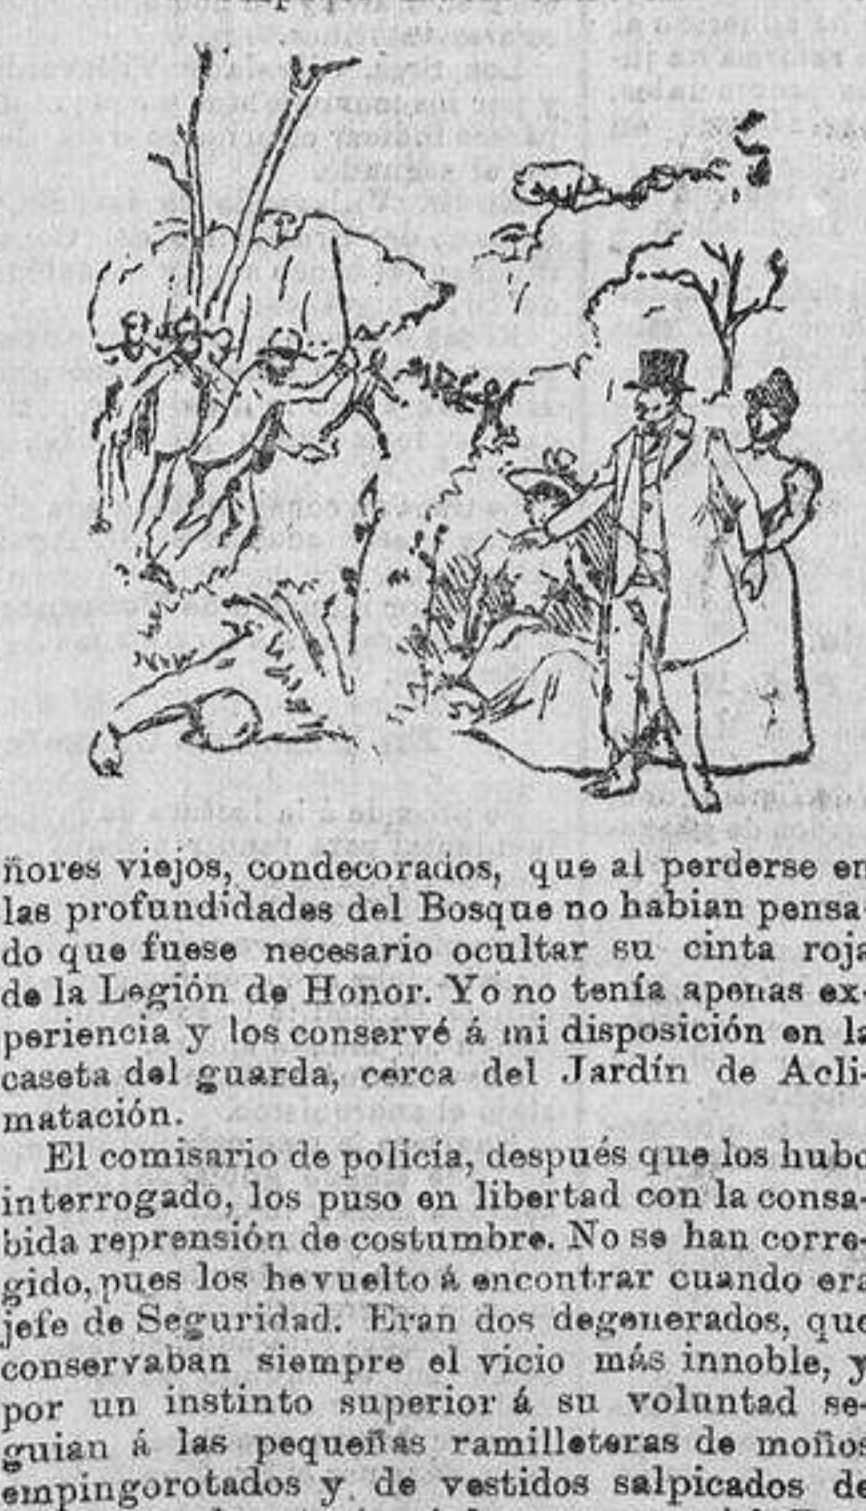 ñores viejos, condecorados, que al perderse en
las profundidades del Bosque no habian pensa-
do que fuese necesario ocultar su cinta roja
de la Legión de Honor. Yo no tenía apenas ex-
periencia y los conservé á mi disposición en la
caseta del guarda, cerca del Jardín de Acli-
matación.
El comisario de policía, después que los hubo
interrogado, los puso en libertad con la consa-
bida reprensión de costumbre. No se han corre-
gido, pues los he vuelto á encontrar cuando era
jefe de Seguridad. Eran dos degenerados, que
conservaban siempre el vicio más innoble, y
por un instinto superior á su voluntad se-
guian á las pequeñas ramilleteras de moños
empingorotados y de vestidos salpicados de